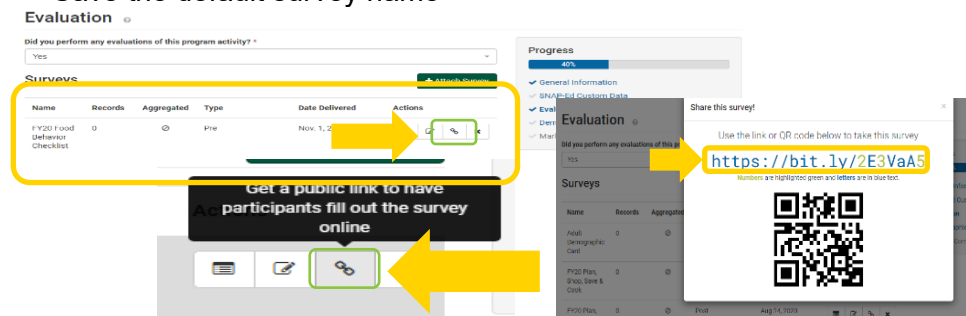 Save the default survey name
Evaluation
Did you perform any evaluations of this program activity? *
Yes
Surveys
+ Attach Survey
Name Records Aggregated Type Date Delivered Actions
FY20 Food Behavior Checklist 0 Pre Nov. 1, 2
Get a public link to have
participants fill out the survey
online
Progress
40%
General Information
SNAP-Ed Custom Data
Evaluation
Did you perform any evaluations of this
Yes
Surveys
Name Records Aggregated
Adult
Demographic
Card
0
FY20 Plan,
Shop, Save &
Cook
0
FY20 Plan, 0 Post Aug 24, 2020
Share this survey!
×
Use the link or QR code below to take this survey
https://bit.ly/2E3VaA5
Numbers are highlighted green and letters are in blue text.